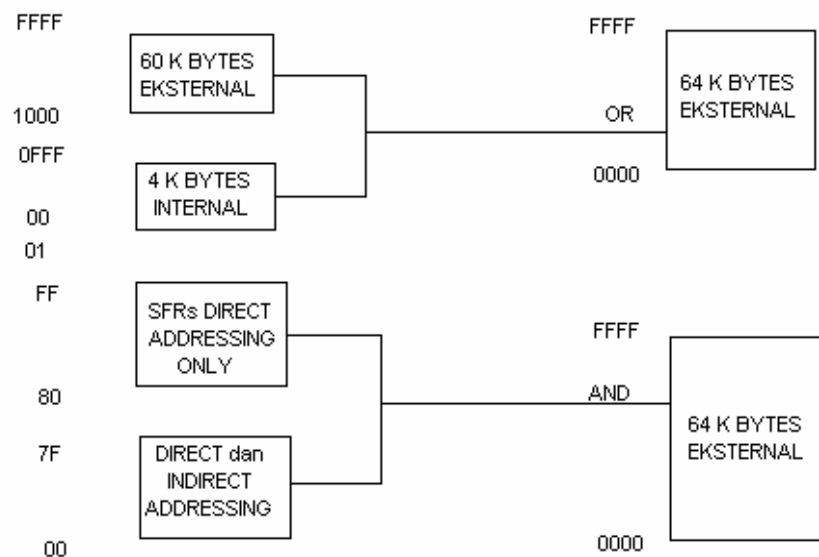 FFFF
60 K BYTES
EKSTERNAL
1000
0FFF
4 K BYTES
INTERNAL
00
01
FFFF
OR
0000
64 K BYTES
EKSTERNAL
FF
SFRs DIRECT
ADDRESSING
ONLY
80
7F
DIRECT dan
INDIRECT
ADDRESSING
00
FFFF
AND
0000
64 K BYTES
EKSTERNAL